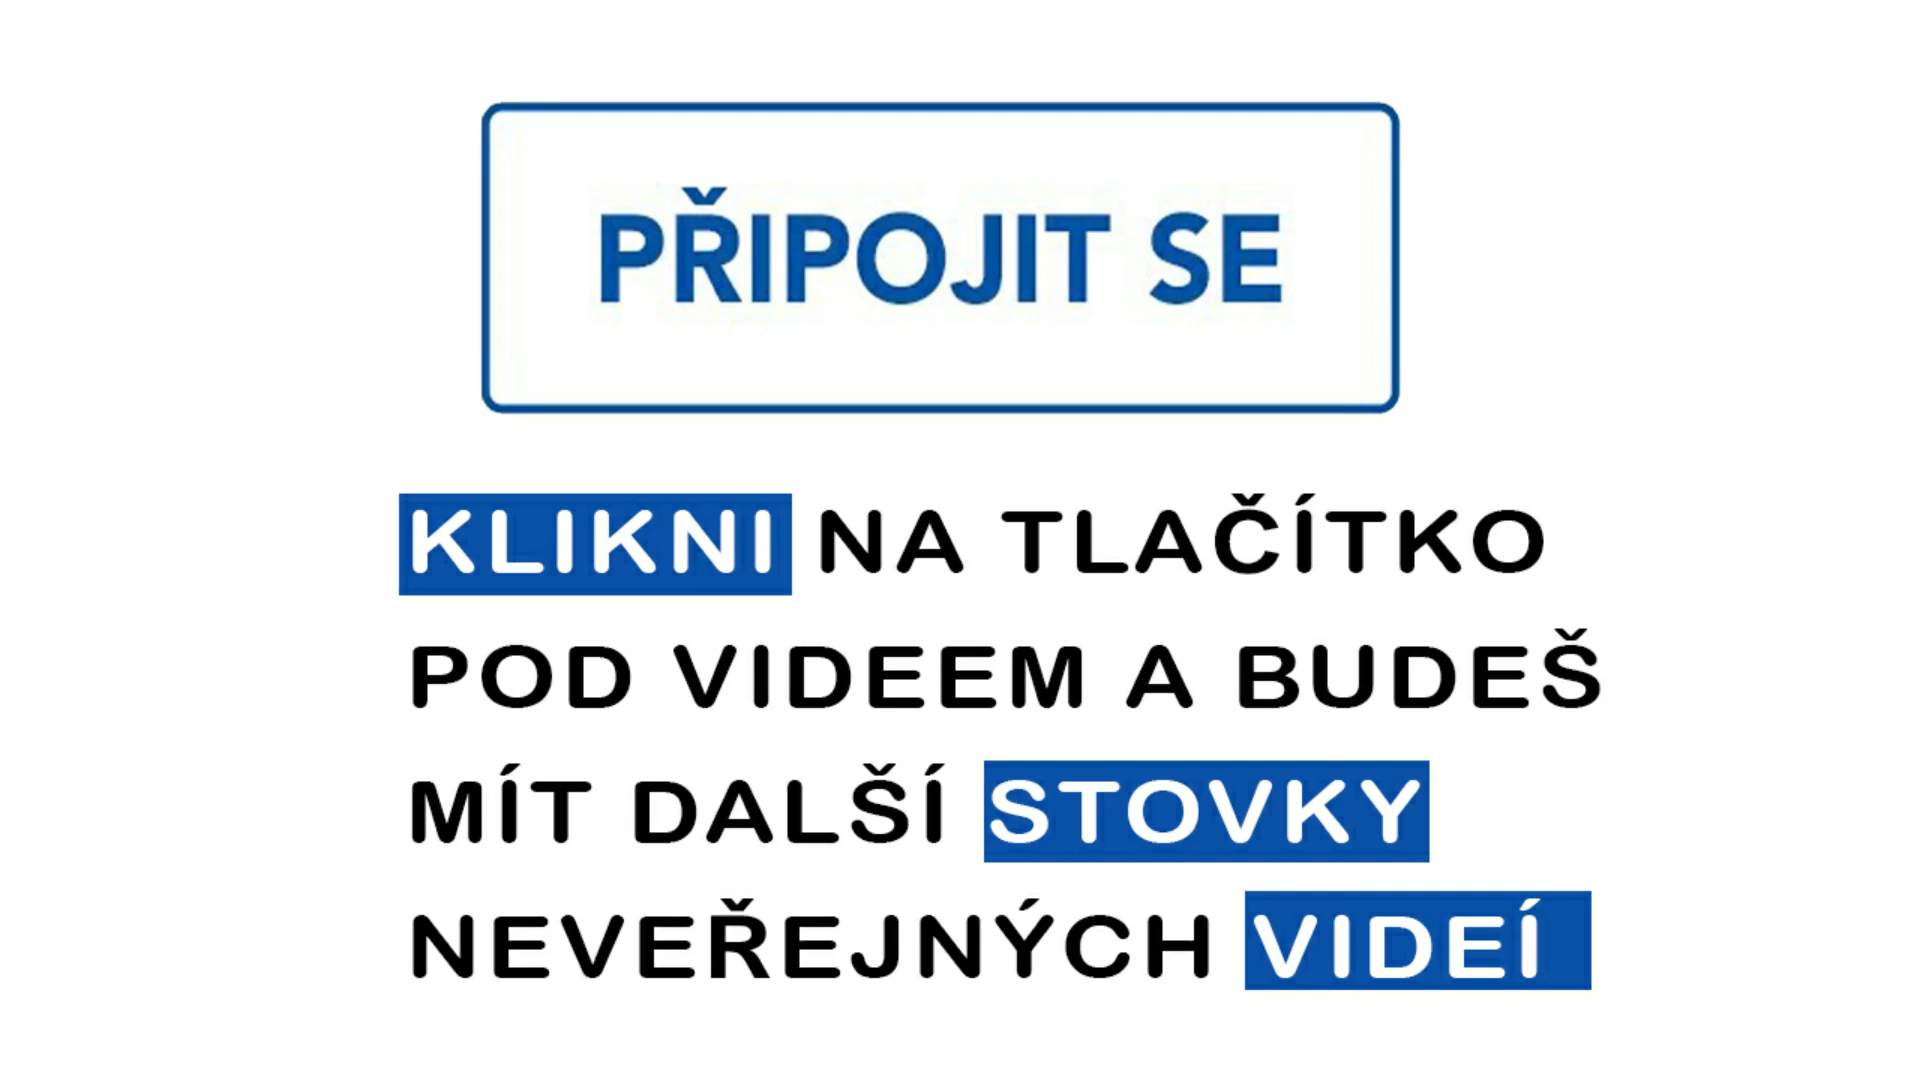 PŘIPOJIT SE
KLIKNI NA TLAČÍTKO
POD VIDEEM A BUDEŠ
MÍT DALŠÍ STOVKY
NEVEŘEJNÝCH VIDEÍ